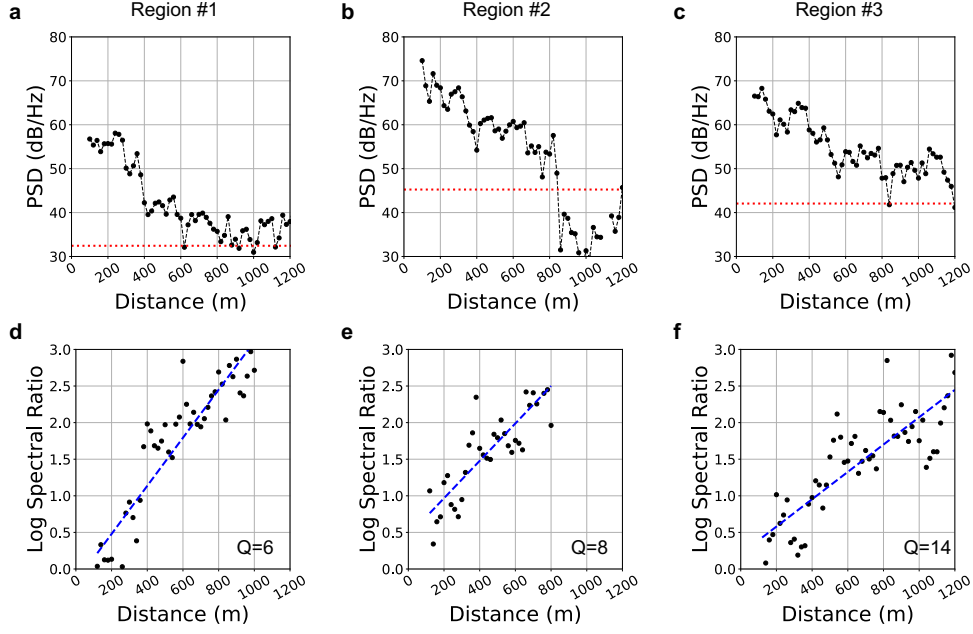 a Region #1 b Region #2 c Region #3
80 80 80
70 70 70
60 60 60
50 50 50
40 40 40
30 30 30
PSD (dB/Hz) PSD (dB/Hz) PSD (dB/Hz)
0 200 400 600 800 1000 1200 0 200 400 600 800 1000 1200 0 200 400 600 800 1000 1200
Distance (m) Distance (m) Distance (m)
d e f
3.0 3.0 3.0
2.5 2.5 2.5
2.0 2.0 2.0
1.5 1.5 1.5
1.0 1.0 1.0
0.5 0.5 0.5
0.0 0.0 0.0
Log Spectral Ratio Log Spectral Ratio Log Spectral Ratio
Q=6 Q=8 Q=14
0 200 400 600 800 1000 1200 0 200 400 600 800 1000 1200 0 200 400 600 800 1000 1200
Distance (m) Distance (m) Distance (m)